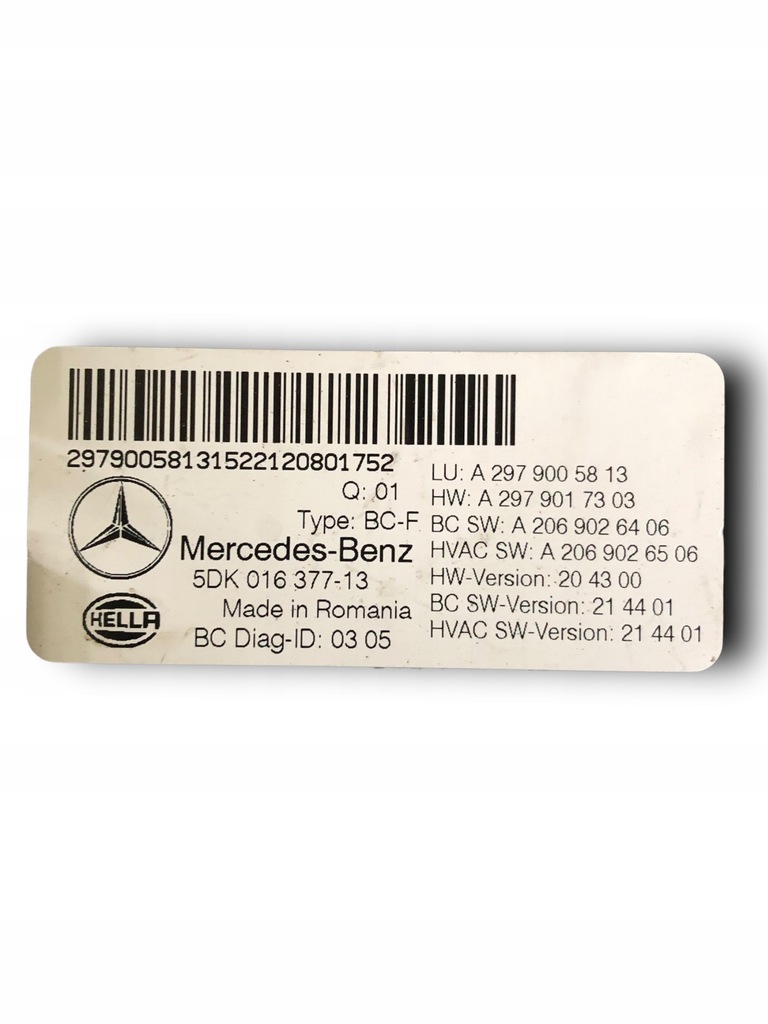 297900581315221 20801752
Q: 01
Type: BC-F
Mercedes-Benz
5DK 016 377-13
HELLA
Made in Romania
BC Diag-ID: 03 05
LU: A 297 900 58 13
HW: A 297 901 73 03
BC SW: A 206 902 64 06
HVAC SW: A 206 902 65 06
HW-Version: 20 43 00
BC SW-Version: 21 44 01
HVAC SW-Version: 21 44 01